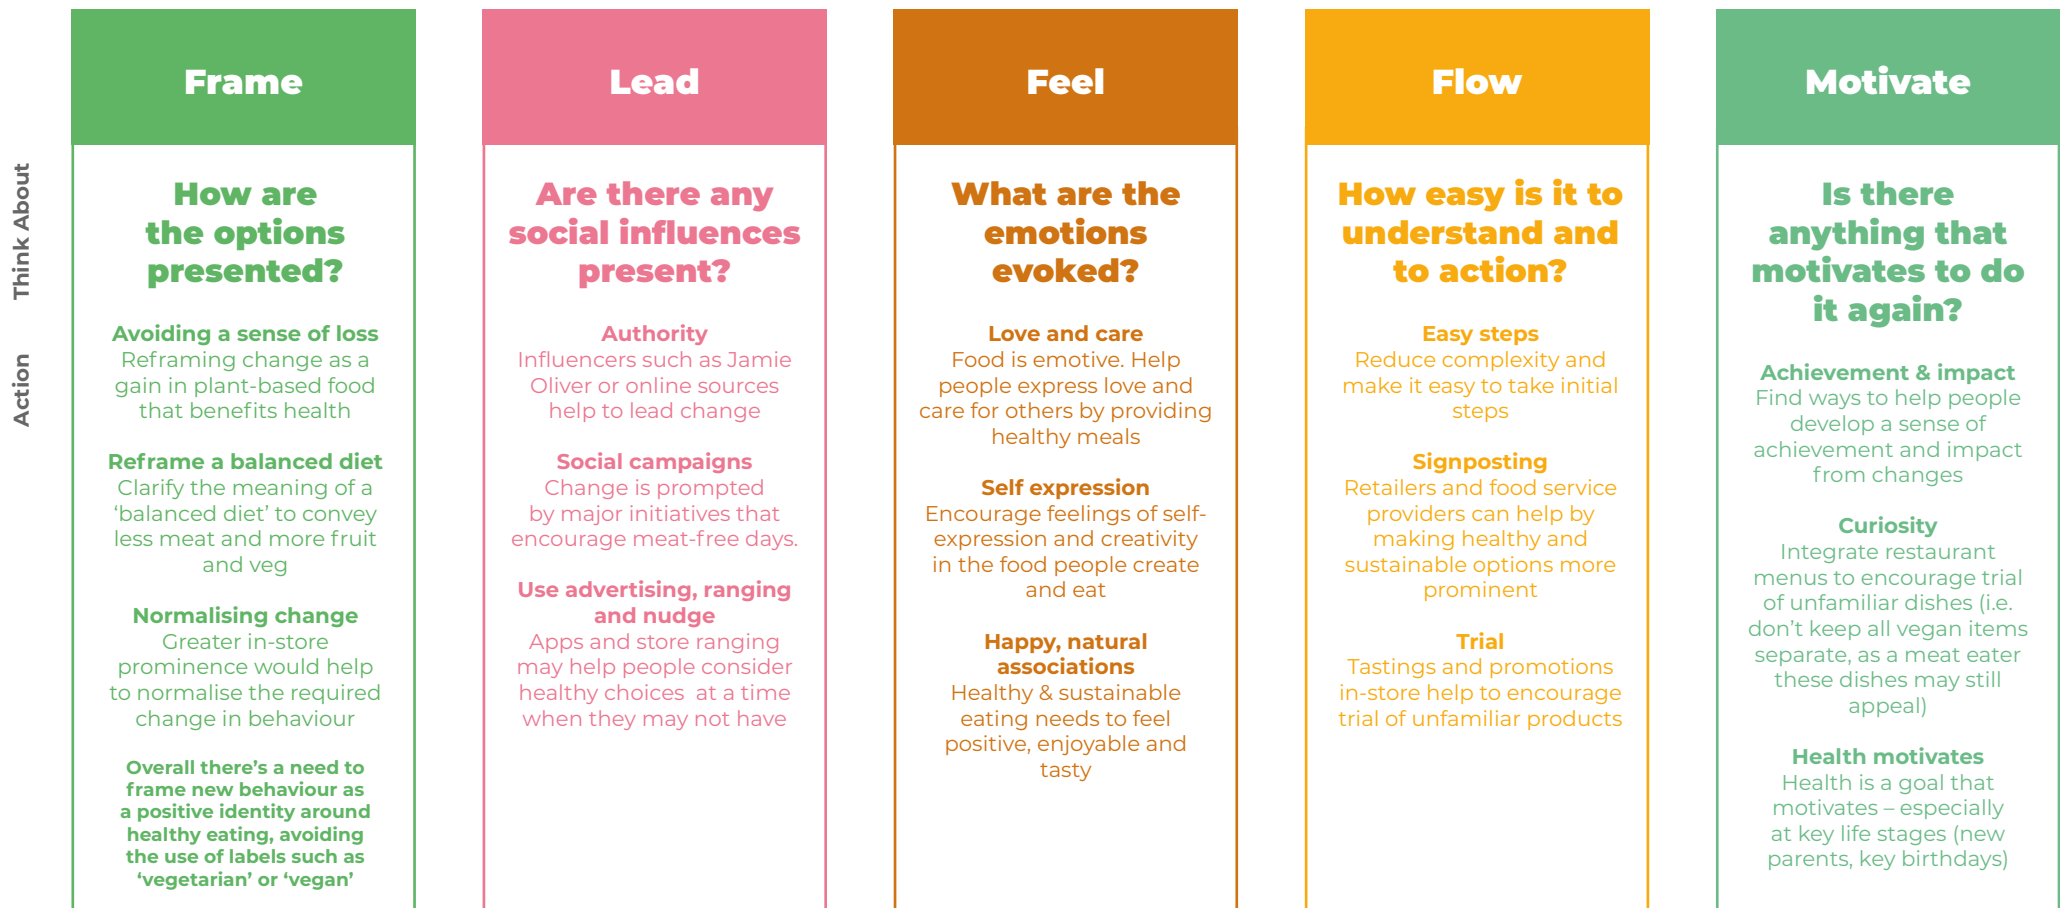 Think About
Action
Frame
How are
the options
presented?
Avoiding a sense of loss
Reframing change as a
gain in plant-based food
that benefits health
Reframe a balanced diet
Clarify the meaning of a
‘balanced diet’ to convey
less meat and more fruit
and veg
Normalising change
Greater in-store
prominence would help
to normalise the required
change in behaviour
Overall there’s a need to
frame new behaviour as
a positive identity around
healthy eating, avoiding
the use of labels such as
‘vegetarian’ or ‘vegan’
Lead
Are there any
social influences
present?
Authority
Influencers such as Jamie
Oliver or online sources
help to lead change
Social campaigns
Change is prompted
by major initiatives that
encourage meat-free days.
Use advertising, ranging
and nudge
Apps and store ranging
may help people consider
healthy choices  at a time
when they may not have
Feel
What are the
emotions
evoked?
Love and care
Food is emotive. Help
people express love and
care for others by providing
healthy meals
Self expression
Encourage feelings of self-
expression and creativity
in the food people create
and eat
Happy, natural
associations
Healthy & sustainable
eating needs to feel
positive, enjoyable and
tasty
Flow
How easy is it to
understand and
to action?
Easy steps
Reduce complexity and
make it easy to take initial
steps
Signposting
Retailers and food service
providers can help by
making healthy and
sustainable options more
prominent
Trial
Tastings and promotions
in-store help to encourage
trial of unfamiliar products
Motivate
Is there
anything that
motivates to do
it again?
Achievement & impact
Find ways to help people
develop a sense of
achievement and impact
from changes
Curiosity
Integrate restaurant
menus to encourage trial
of unfamiliar dishes (i.e.
don’t keep all vegan items
separate, as a meat eater
these dishes may still
appeal)
Health motivates
Health is a goal that
motivates – especially
at key life stages (new
parents, key birthdays)